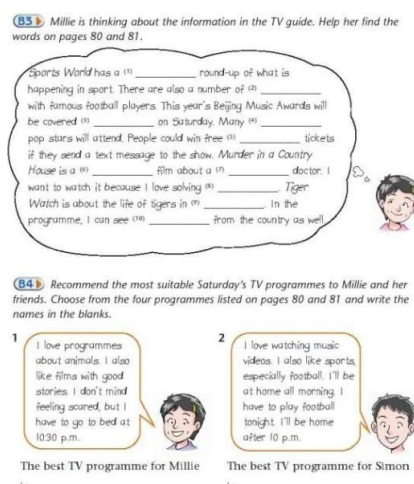 B3 Millie is thinking about the information in the TV guide. Help her find the
words on pages 80 and 81.
Sports World has a (1) __________ round-up of what is
happening in sport. There are also a number of (2) __________
with famous football players. This year's Beijing Music Awards will
be covered (3) __________ on Saturday. Many (4) __________
pop stars will attend. People could win free (5) __________ tickets
if they send a text message to the show. Murder in a Country
House is a (6) __________ film about a (7) __________ doctor. I
want to watch it because I love solving (8) __________. Tiger
Watch is about the life of tigers in (9) __________. In the
programme, I can see (10) __________ from the country as well.
B4 Recommend the most suitable Saturday's TV programmes to Millie and her
friends. Choose from the four programmes listed on pages 80 and 81 and write the
names in the blanks.
1
I love programmes
about animals. I also
like films with good
stories. I don't mind
feeling scared, but I
have to go to bed at
10:30 p.m.
The best TV programme for Millie
2
I love watching music
videos. I also like sports,
especially football. I'll be
at home all morning. I
have to play football
tonight. I'll be home
after 10 p.m.
The best TV programme for Simon